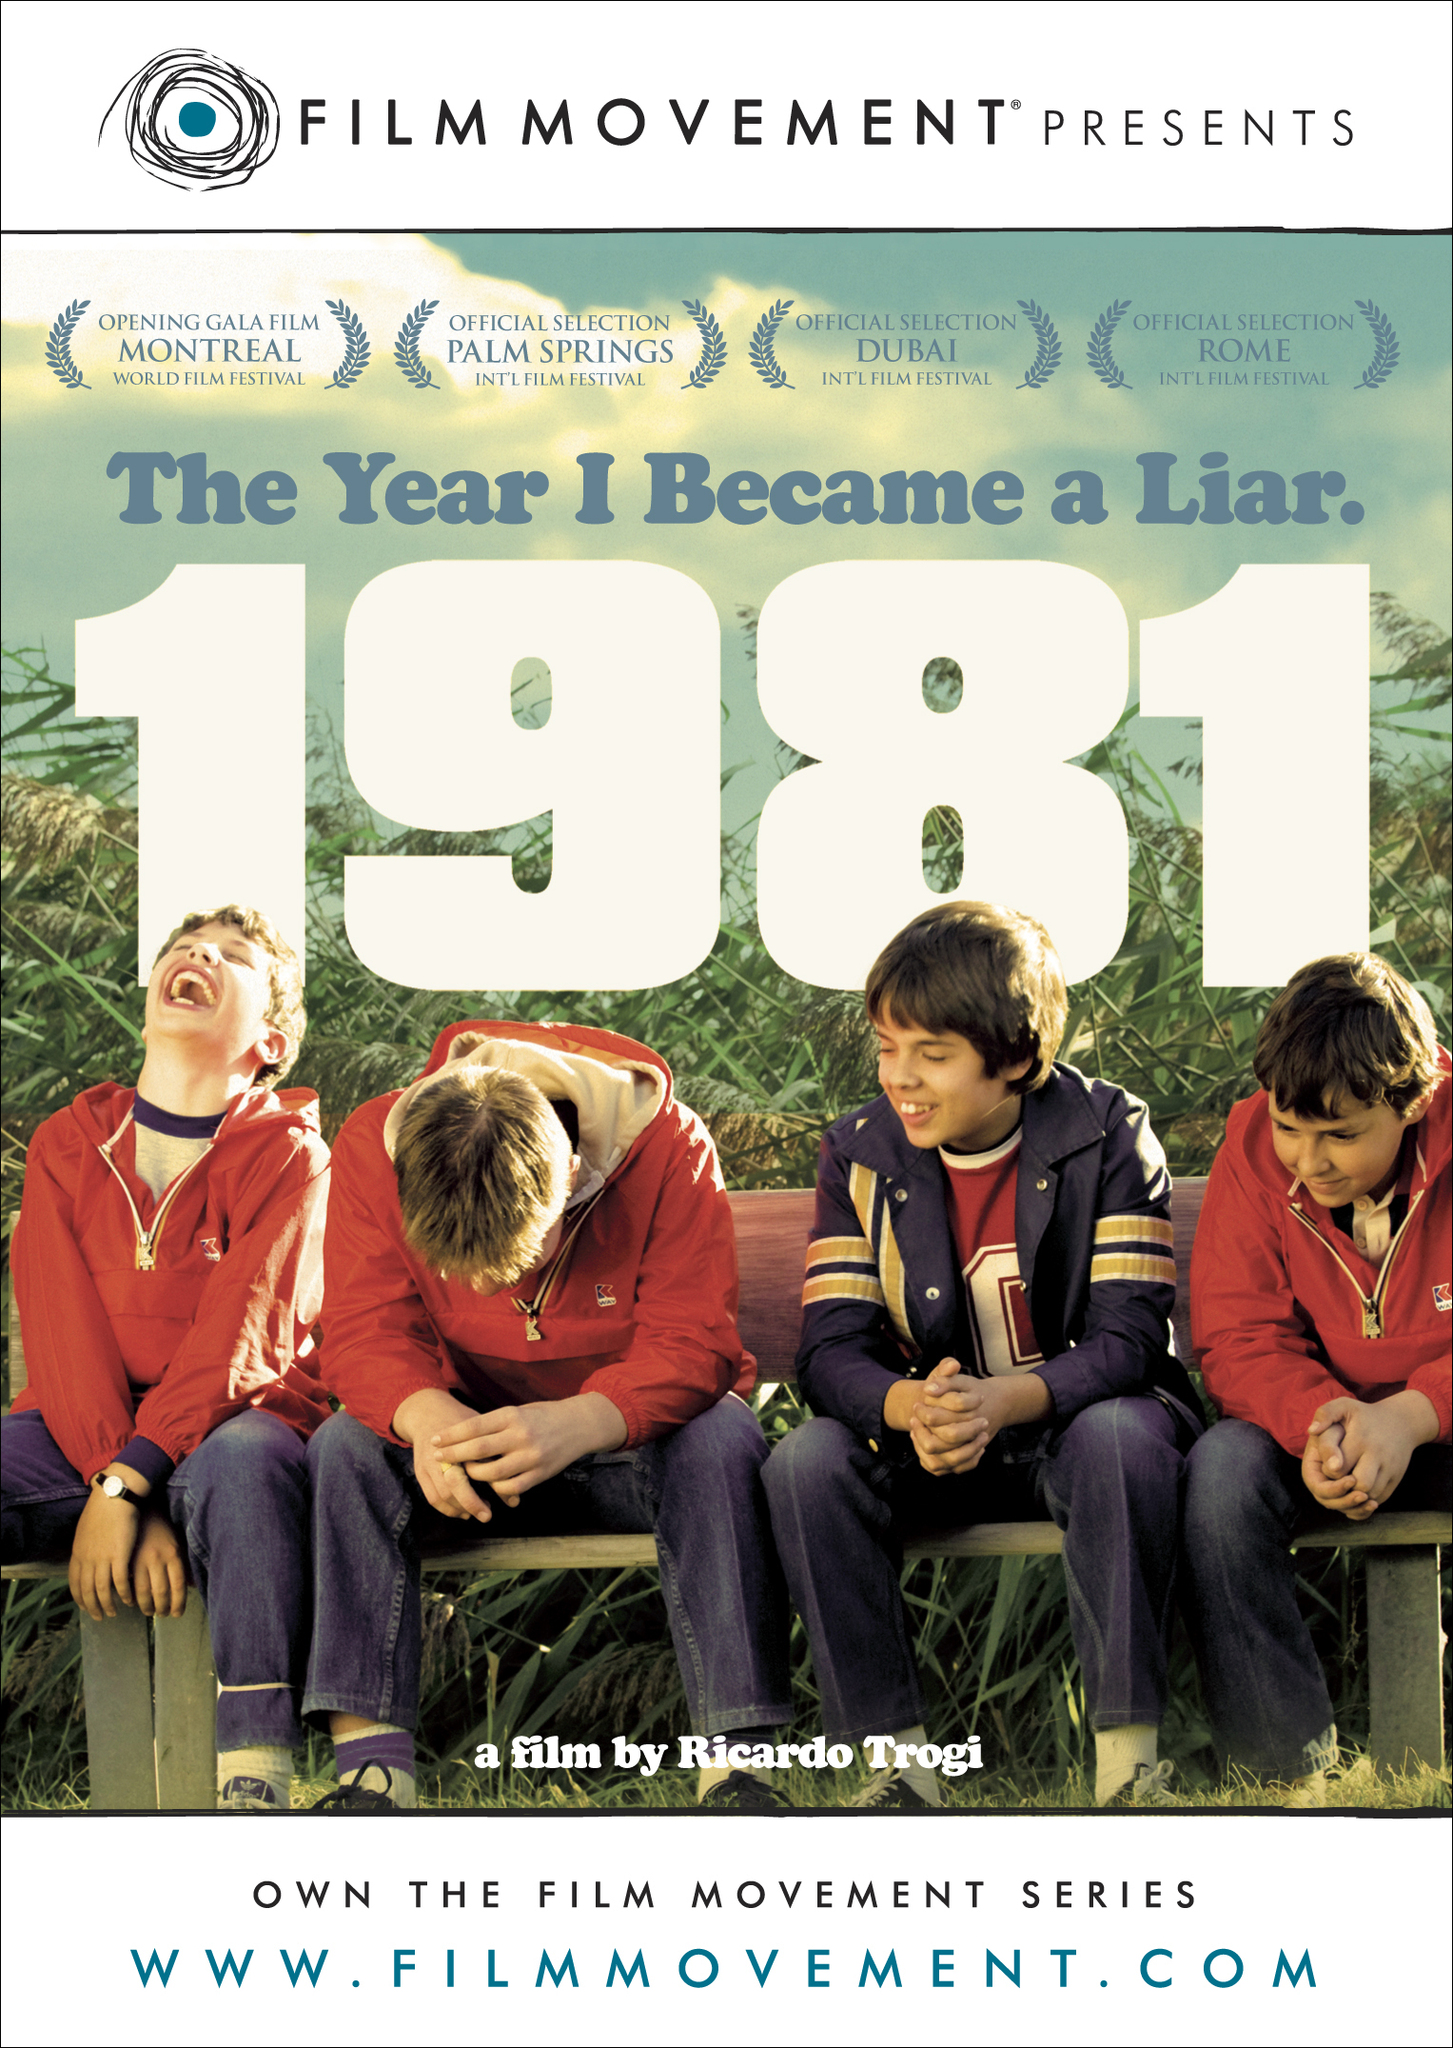 FILM MOVEMENT® PRESENTS
OPENING GALA FILM
MONTREAL
WORLD FILM FESTIVAL
OFFICIAL SELECTION
PALM SPRINGS
INT'L FILM FESTIVAL
OFFICIAL SELECTION
DUBAI
INT'L FILM FESTIVAL
OFFICIAL SELECTION
ROME
INT'L FILM FESTIVAL
The Year I Became a Liar.
1981
a film by Ricardo Trogi
OWN THE FILM MOVEMENT SERIES
WWW.FILMMOVEMENT.COM